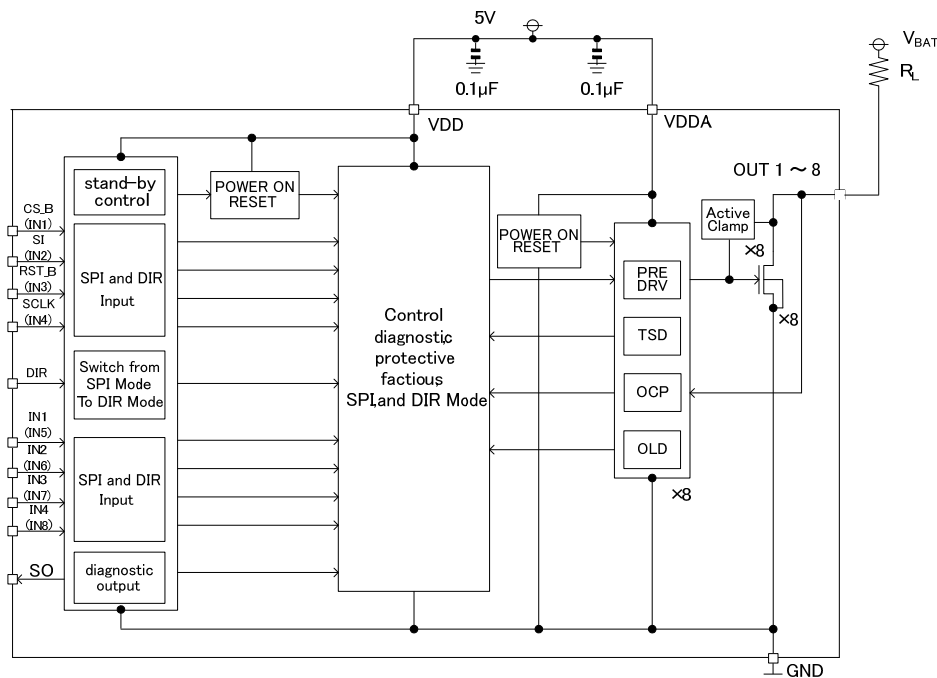 5V
V_BAT
R_L
0.1μF
0.1μF
VDD
VDDA
OUT 1 ～ 8
stand-by
control
POWER ON
RESET
Active
Clamp
×8
CS_B
(IN1)
SI
(IN2)
RST_B
(IN3)
SCLK
(IN4)
SPI and DIR
Input
POWER ON
RESET
PRE
DRV
×8
TSD
Control
diagnostic
protective
factious,
SPI,and DIR Mode
DIR
Switch from
SPI Mode
To DIR Mode
OCP
IN1
(IN5)
IN2
(IN6)
IN3
(IN7)
IN4
(IN8)
SPI and DIR
Input
OLD
×8
SO
diagnostic
output
GND